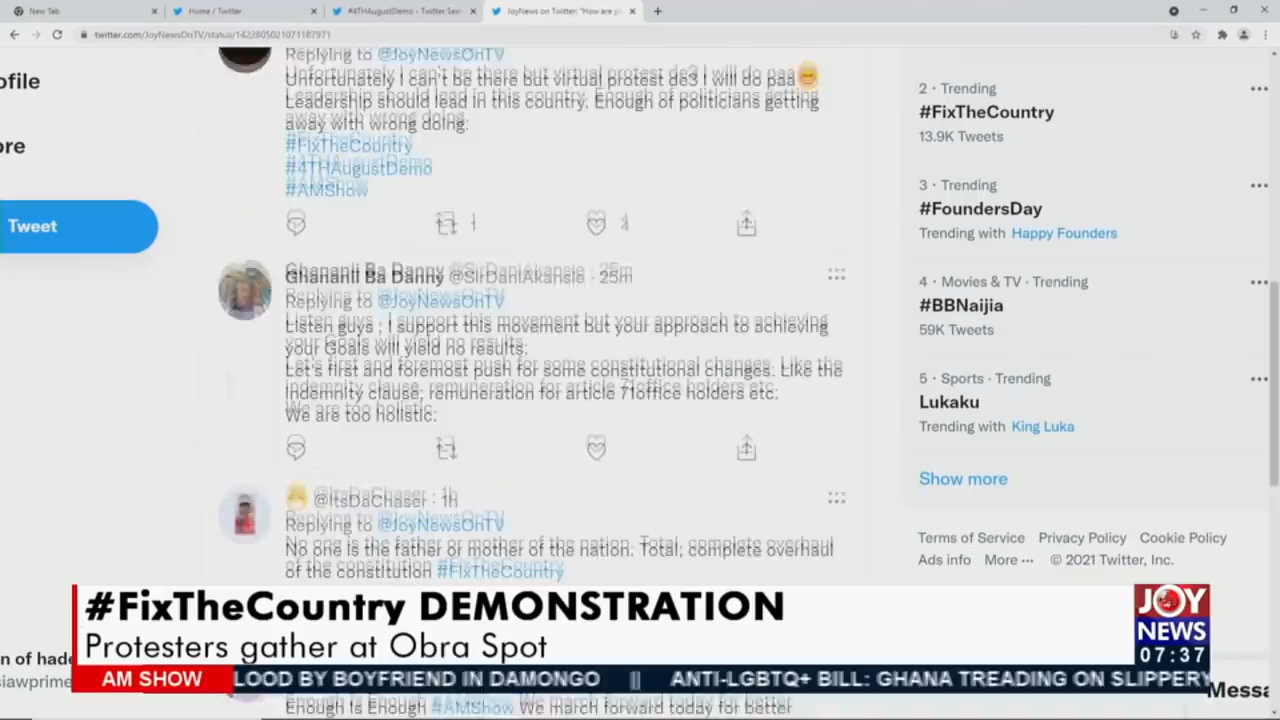 New Tab
Home / Twitter
#4THAugustDemo - Twitter Sear
JoyNews on Twitter: "How are yo
twitter.com/JoyNewsOnTV/status/1422805021071187971
ofile
ore
Tweet
Replying to @JoyNewsOnTV
Unfortunately I can't be there but virtual protest de3 I will do paa
Leadership should lead in this country. Enough of politicians getting
away with wrong doing.
#FixTheCountry
#4THAugustDemo
#AMShow
1
4
Ghananli Ba Danny @SirDaniAkansie · 25m
Replying to @JoyNewsOnTV
Listen guys , I support this movement but your approach to achieving
your Goals will yield no results.
Let's first and foremost push for some constitutional changes. Like the
Indemnity clause, remuneration for article 71office holders etc.
We are too holistic.
@ItsDaChaser · 1h
Replying to @JoyNewsOnTV
No one is the father or mother of the nation. Total, complete overhaul
of the constitution #FixTheCountry
2 · Trending
#FixTheCountry
13.9K Tweets
3 · Trending
#FoundersDay
Trending with Happy Founders
4 · Movies & TV · Trending
#BBNaijia
59K Tweets
5 · Sports · Trending
Lukaku
Trending with King Luka
Show more
Terms of Service Privacy Policy Cookie Policy
Ads info More ··· © 2021 Twitter, Inc.
#FixTheCountry DEMONSTRATION
Protesters gather at Obra Spot
JOY
NEWS
07:37
n of hade
siawprime
AM SHOW
LOOD BY BOYFRIEND IN DAMONGO || ANTI-LGBTQ+ BILL: GHANA TREADING ON SLIPPERY
Messa
Enough Is Enough #AMShow We march forward today for better